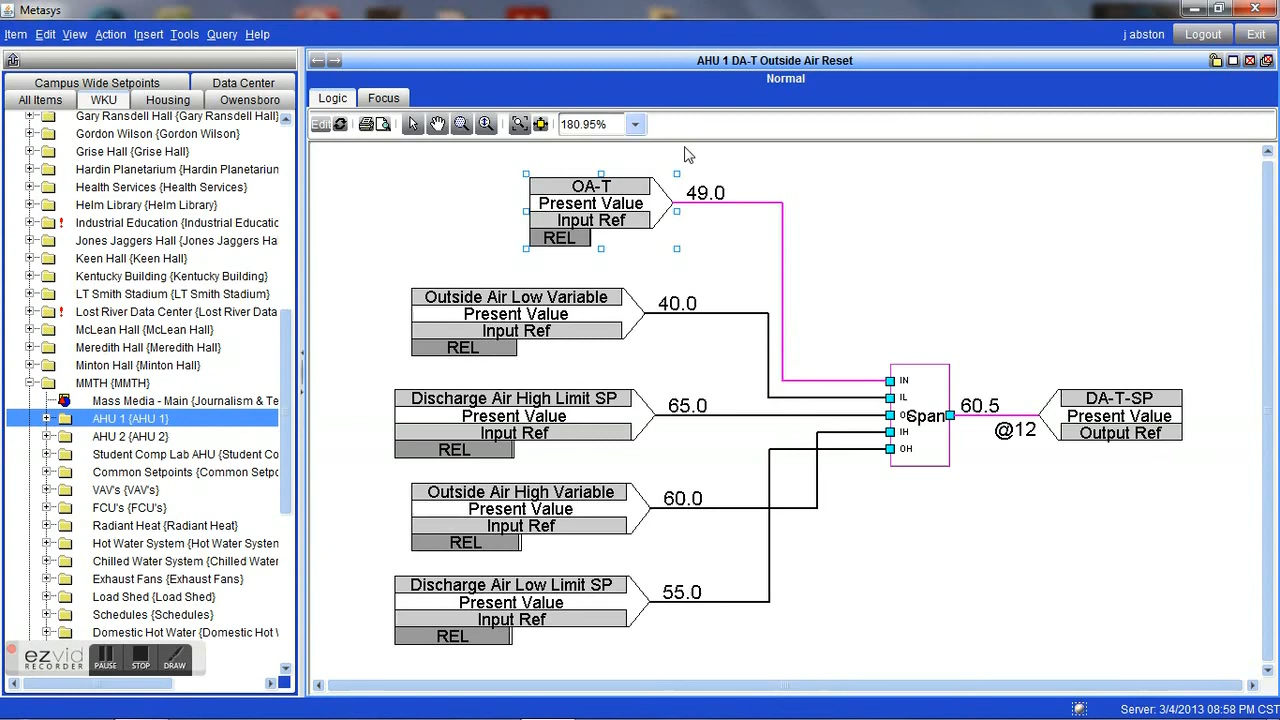 Metasys
Item Edit View Action Insert Tools Query Help
j abston Logout Exit
Campus Wide Setpoints Data Center
All Items WKU Housing Owensboro
Gary Ransdell Hall {Gary Ransdell Hall}
Gordon Wilson {Gordon Wilson}
Grise Hall {Grise Hall}
Hardin Planetarium {Hardin Planetarium
Health Services {Health Services}
Helm Library {Helm Library}
Industrial Education {Industrial Educatio
Jones Jaggers Hall {Jones Jaggers Ha
Keen Hall {Keen Hall}
Kentucky Building {Kentucky Building}
LT Smith Stadium {LT Smith Stadium}
Lost River Data Center {Lost River Data
McLean Hall {McLean Hall}
Meredith Hall {Meredith Hall}
Minton Hall {Minton Hall}
MMTH {MMTH}
Mass Media - Main {Journalism & Te
AHU 1 {AHU 1}
AHU 2 {AHU 2}
Student Comp Lab AHU {Student Co
Common Setpoints {Common Setpo
VAV's {VAV's}
FCU's {FCU's}
Radiant Heat {Radiant Heat}
Hot Water System {Hot Water System
Chilled Water System {Chilled Water
Exhaust Fans {Exhaust Fans}
Load Shed {Load Shed}
Schedules {Schedules}
Domestic Hot Water {Domestic Hot W
ezvid
RECORDER
PAUSE STOP DRAW
AHU 1 DA-T Outside Air Reset
Normal
Logic Focus
Edit 180.95%
OA-T
Present Value
Input Ref
REL
49.0
Outside Air Low Variable
Present Value
Input Ref
REL
40.0
Discharge Air High Limit SP
Present Value
Input Ref
REL
65.0
Outside Air High Variable
Present Value
Input Ref
REL
60.0
Discharge Air Low Limit SP
Present Value
Input Ref
REL
55.0
IN
IL
O
IH
OH
Span
60.5
@12
DA-T-SP
Present Value
Output Ref
Server: 3/4/2013 08:58 PM CST